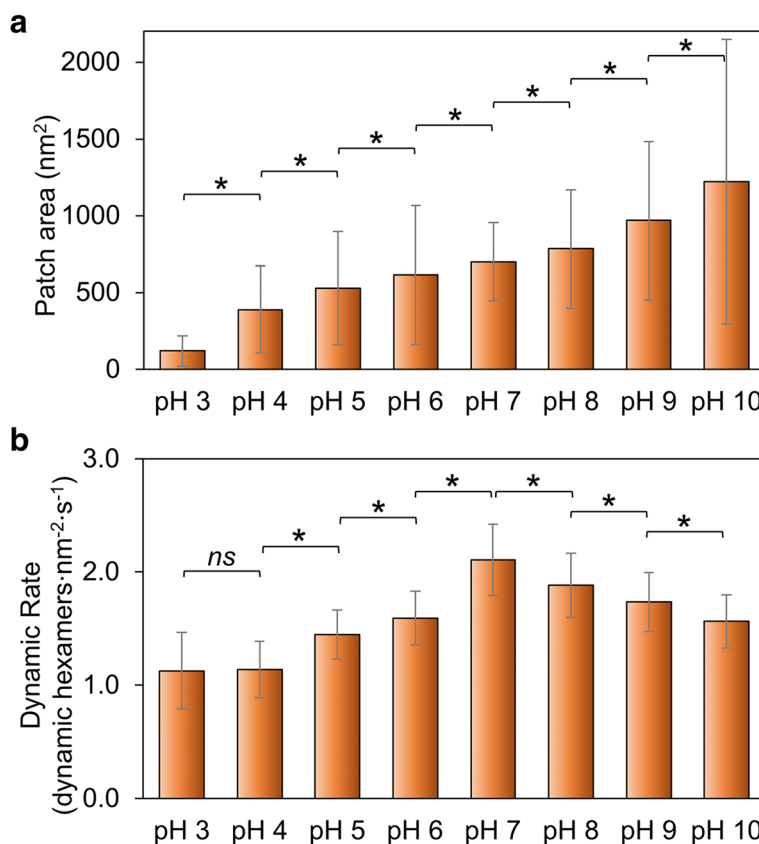 a
Patch area (nm²)
2000
1500
1000
500
0
* * * * * * *
pH 3 pH 4 pH 5 pH 6 pH 7 pH 8 pH 9 pH 10
b
Dynamic Rate
(dynamic hexamers·nm⁻²·s⁻¹)
3.0
2.0
1.0
0.0
ns * * * * * *
pH 3 pH 4 pH 5 pH 6 pH 7 pH 8 pH 9 pH 10